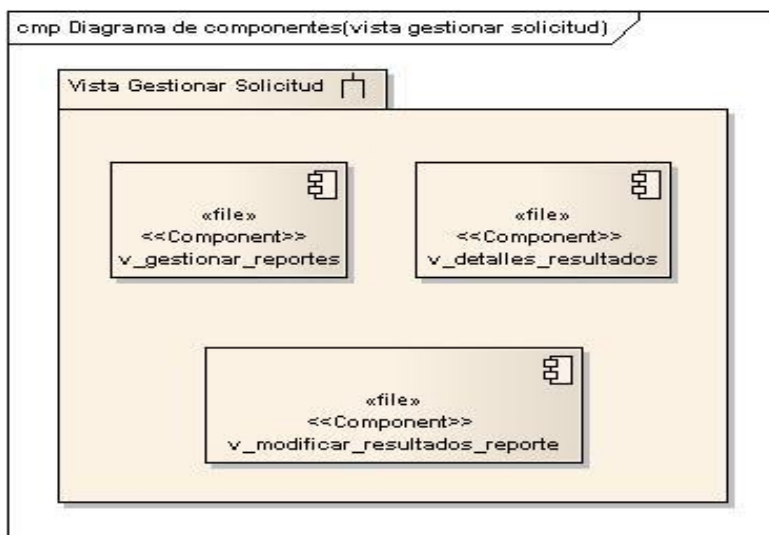 cmp Diagrama de componentes(vista gestionar solicitud)
Vista Gestionar Solicitud
«file»
<<Component>>
v_gestionar_reportes
«file»
<<Component>>
v_detalles_resultados
«file»
<<Component>>
v_modificar_resultados_reporte